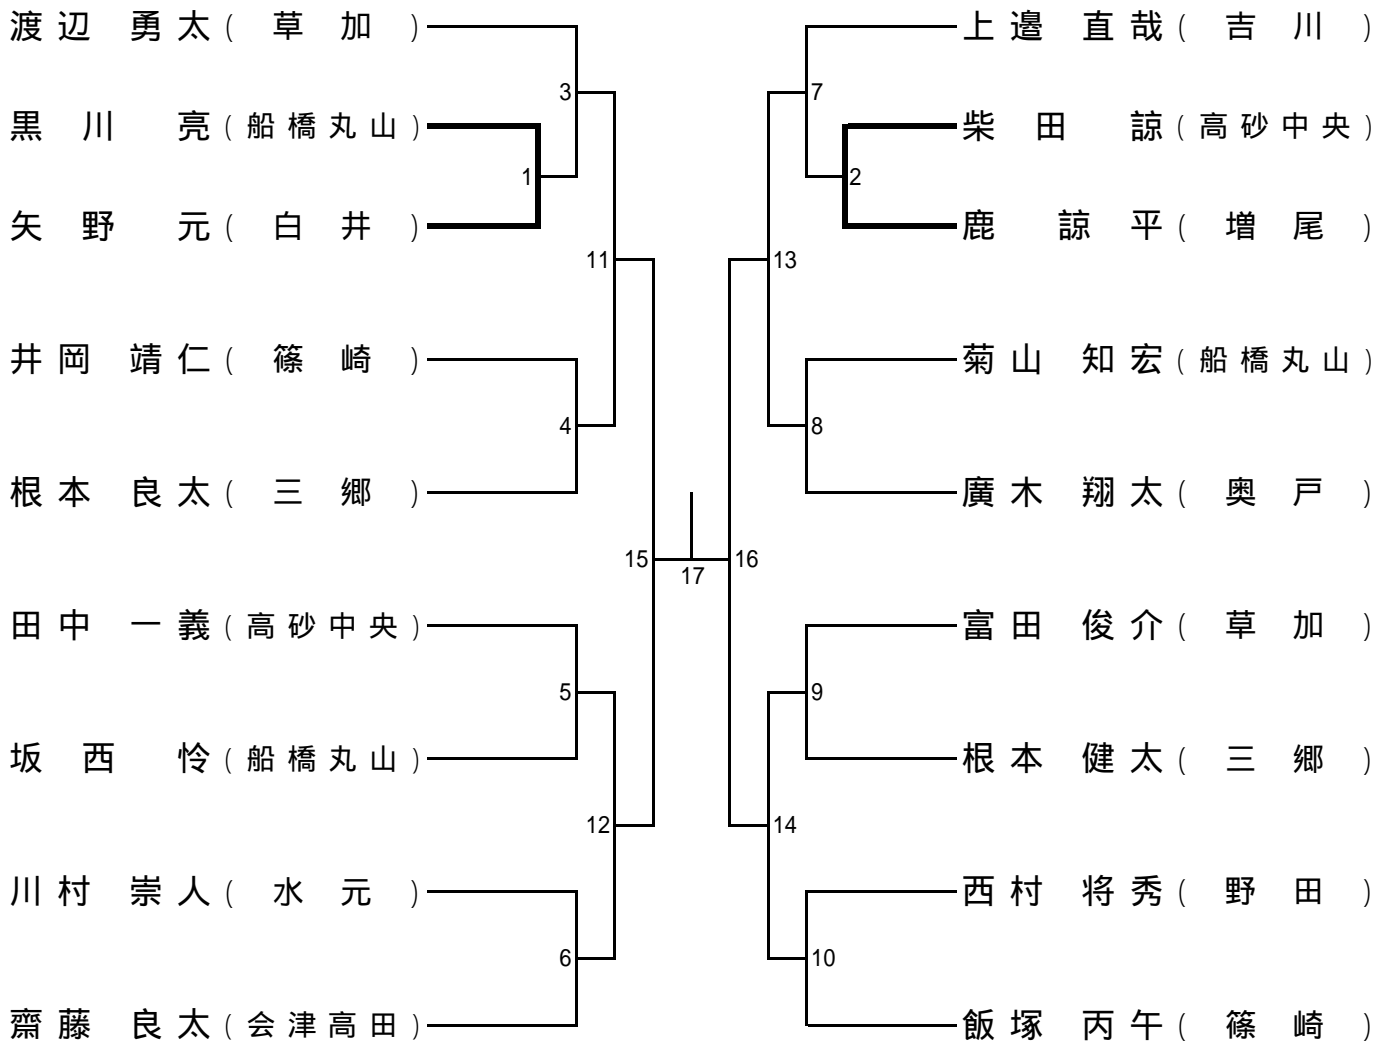 渡辺 勇太(草加)
3
黒川 亮(船橋丸山)
1
矢野 元(白井)
11
井岡 靖仁(篠崎)
4
根本 良太(三郷)
15
田中 一義(高砂中央)
5
坂西 怜(船橋丸山)
12
川村 崇人(水元)
6
齋藤 良太(会津高田)
17
上邉 直哉(吉川)
7
柴田 諒(高砂中央)
2
鹿 諒平(増尾)
13
菊山 知宏(船橋丸山)
8
廣木 翔太(奥戸)
16
富田 俊介(草加)
9
根本 健太(三郷)
14
西村 将秀(野田)
10
飯塚 丙午(篠崎)